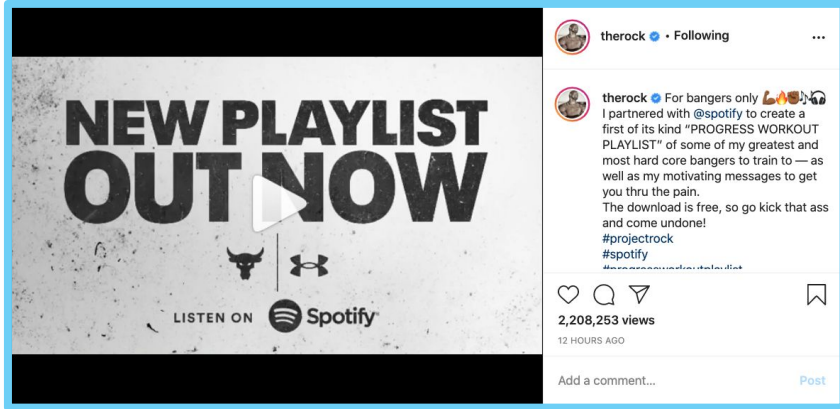 NEW PLAYLIST
OUT NOW
LISTEN ON Spotify
therock • Following
therock For bangers only 💪🏾🔥✊🏾🎶🎧
I partnered with @spotify to create a
first of its kind “PROGRESS WORKOUT
PLAYLIST” of some of my greatest and
most hard core bangers to train to — as
well as my motivating messages to get
you thru the pain.
The download is free, so go kick that ass
and come undone!
#projectrock
#spotify
#progressworkoutplaylist
2,208,253 views
12 HOURS AGO
Add a comment...
Post